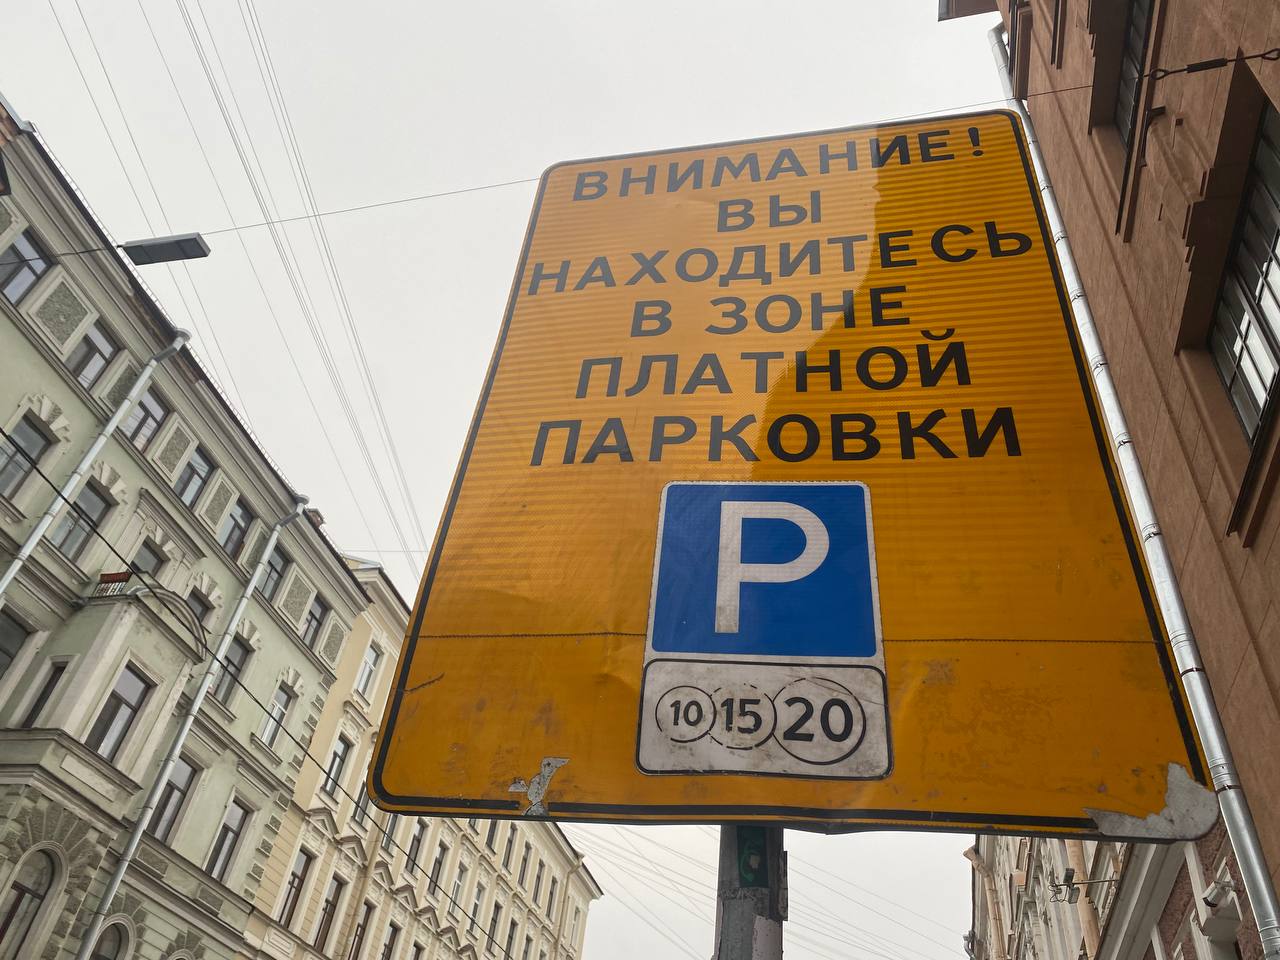 ВНИМАНИЕ!
ВЫ
НАХОДИТЕСЬ
В ЗОНЕ
ПЛАТНОЙ
ПАРКОВКИ
P
10 15 20